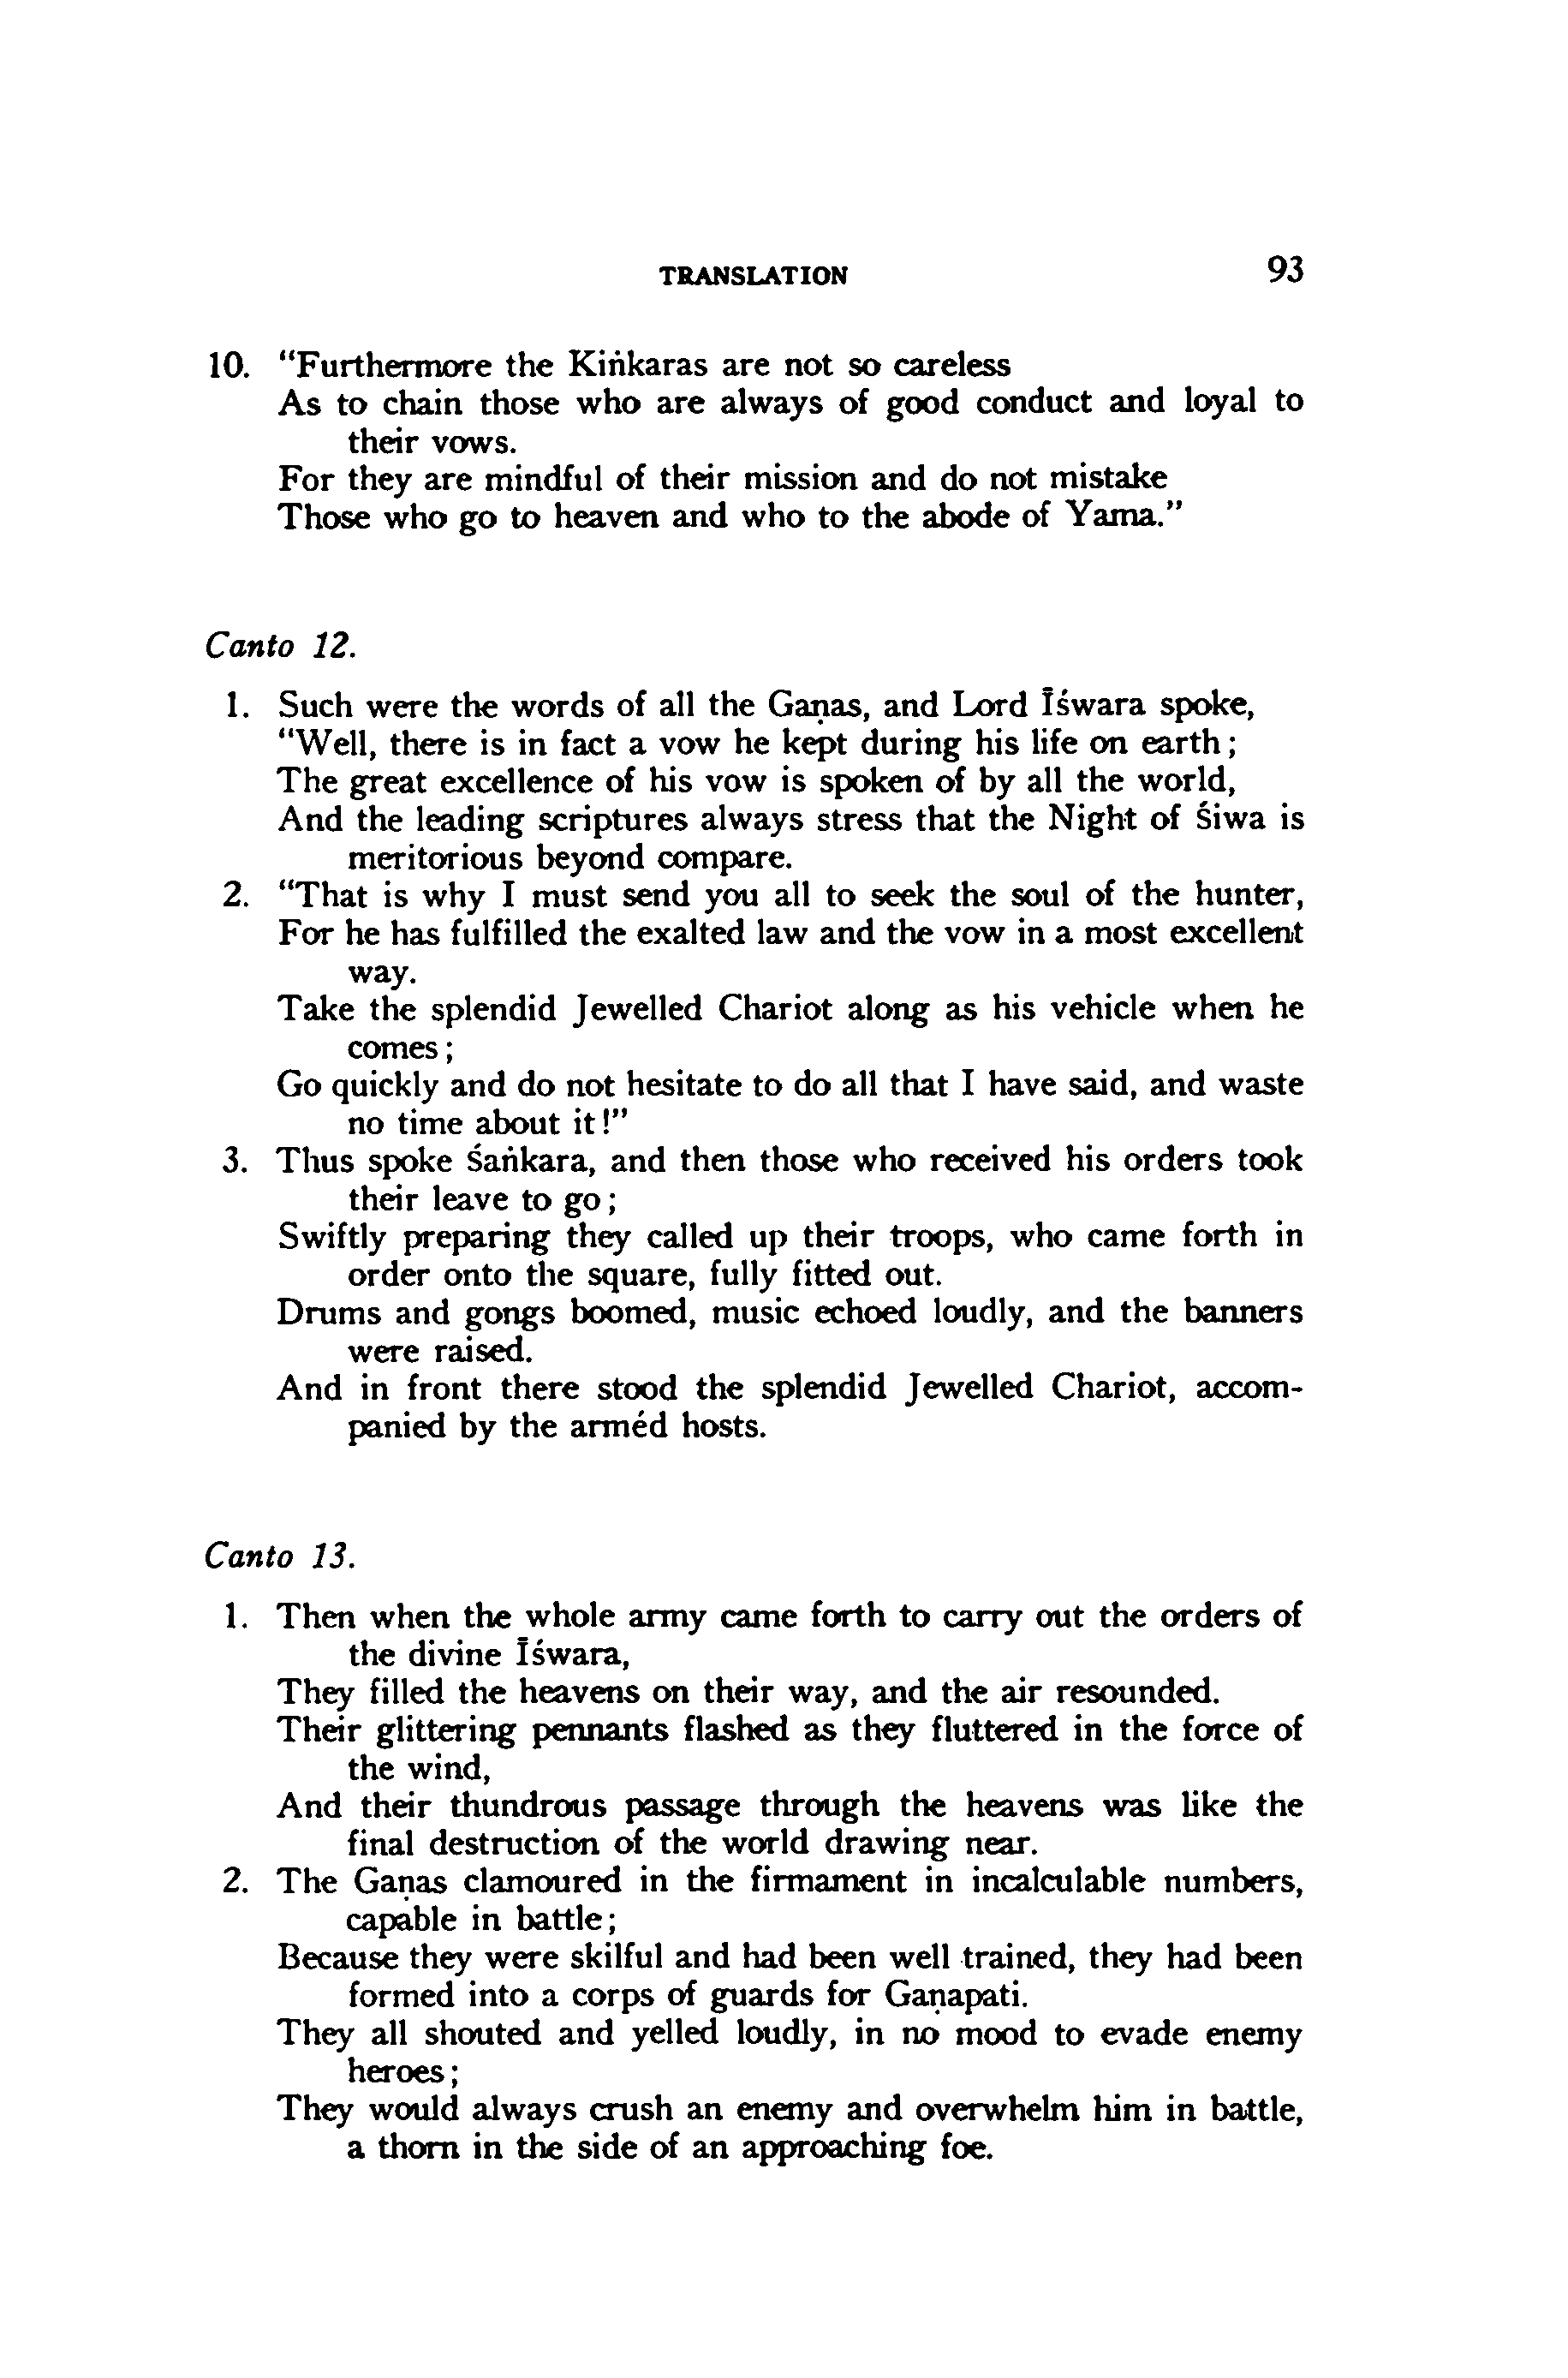 TRANSLATION 93
10. “Furthermore the Kiṅkaras are not so careless
As to chain those who are always of good conduct and loyal to
their vows.
For they are mindful of their mission and do not mistake
Those who go to heaven and who to the abode of Yama.”
Canto 12.
1. Such were the words of all the Gaṇas, and Lord Īśwara spoke,
“Well, there is in fact a vow he kept during his life on earth;
The great excellence of his vow is spoken of by all the world,
And the leading scriptures always stress that the Night of Śiwa is
meritorious beyond compare.
2. “That is why I must send you all to seek the soul of the hunter,
For he has fulfilled the exalted law and the vow in a most excellent
way.
Take the splendid Jewelled Chariot along as his vehicle when he
comes;
Go quickly and do not hesitate to do all that I have said, and waste
no time about it!”
3. Thus spoke Śaṅkara, and then those who received his orders took
their leave to go;
Swiftly preparing they called up their troops, who came forth in
order onto the square, fully fitted out.
Drums and gongs boomed, music echoed loudly, and the banners
were raised.
And in front there stood the splendid Jewelled Chariot, accom-
panied by the arméd hosts.
Canto 13.
1. Then when the whole army came forth to carry out the orders of
the divine Īśwara,
They filled the heavens on their way, and the air resounded.
Their glittering pennants flashed as they fluttered in the force of
the wind,
And their thundrous passage through the heavens was like the
final destruction of the world drawing near.
2. The Gaṇas clamoured in the firmament in incalculable numbers,
capable in battle;
Because they were skilful and had been well trained, they had been
formed into a corps of guards for Gaṇapati.
They all shouted and yelled loudly, in no mood to evade enemy
heroes;
They would always crush an enemy and overwhelm him in battle,
a thorn in the side of an approaching foe.